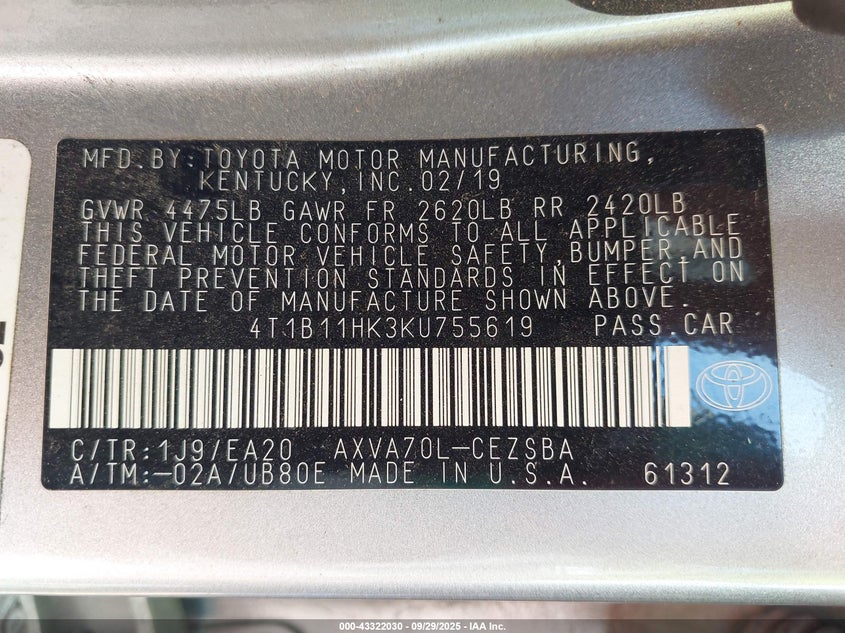 MFD.BY:TOYOTA MOTOR MANUFACTURING,
KENTUCKY,INC.02/19
GVWR 4475LB GAWR FR 2620LB RR 2420LB
THIS VEHICLE CONFORMS TO ALL APPLICABLE
FEDERAL MOTOR VEHICLE SAFETY,BUMPER,AND
THEFT PREVENTION STANDARDS IN EFFECT ON
THE DATE OF MANUFACTURE SHOWN ABOVE.
4T1B11HK3KU755619 PASS.CAR
C/TR:1J9/EA20 AXVA70L-CEZSBA
A/TM:-02A/UB80E MADE IN U.S.A. 61312
000-43322030 - 09/29/2025 - IAA Inc.